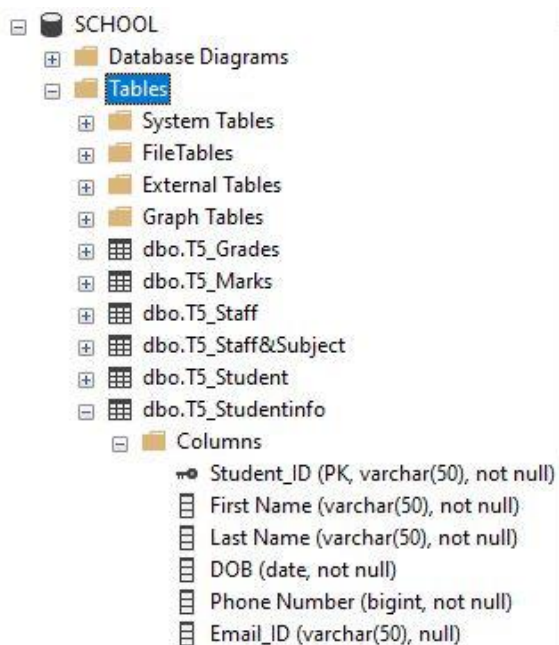 SCHOOL
Database Diagrams
Tables
System Tables
FileTables
External Tables
Graph Tables
dbo.T5_Grades
dbo.T5_Marks
dbo.T5_Staff
dbo.T5_Staff&Subject
dbo.T5_Student
dbo.T5_Studentinfo
Columns
Student_ID (PK, varchar(50), not null)
First Name (varchar(50), not null)
Last Name (varchar(50), not null)
DOB (date, not null)
Phone Number (bigint, not null)
Email_ID (varchar(50), null)